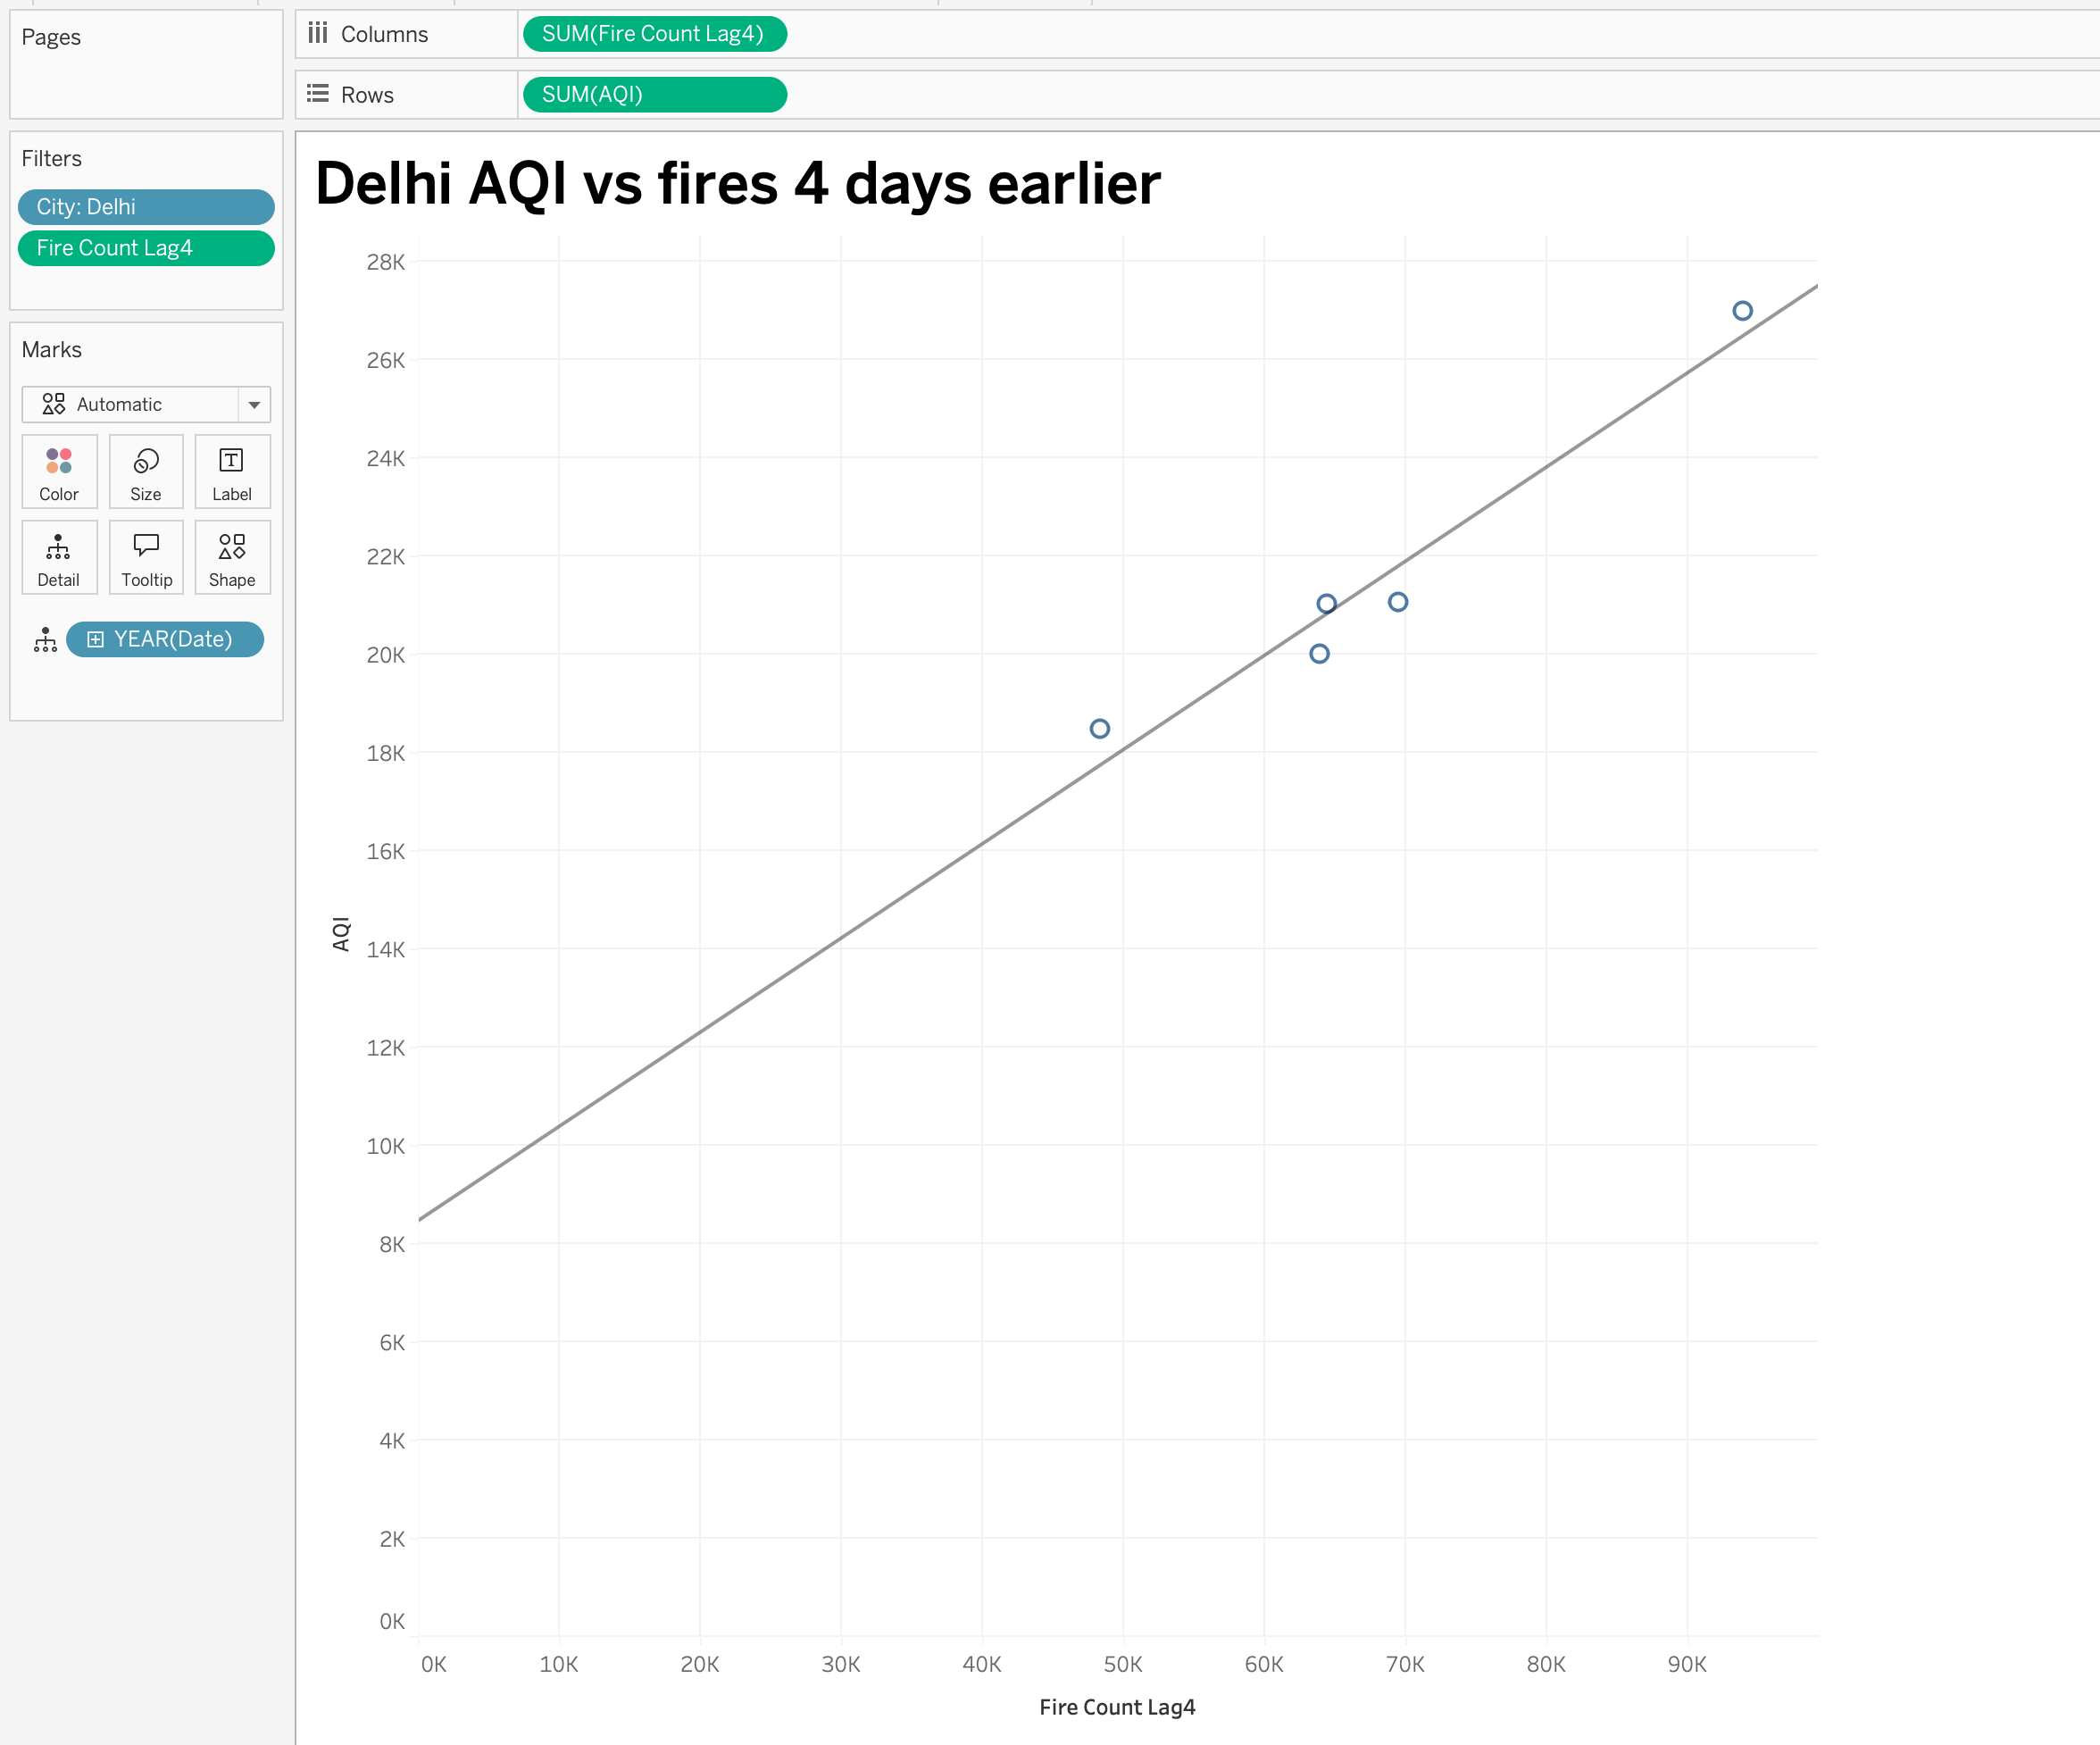 Pages
Columns
SUM(Fire Count Lag4)
Rows
SUM(AQI)
Filters
City: Delhi
Fire Count Lag4
Marks
Automatic
Color
Size
Label
Detail
Tooltip
Shape
YEAR(Date)
Delhi AQI vs fires 4 days earlier
28K
26K
24K
22K
20K
18K
16K
14K
12K
10K
8K
6K
4K
2K
0K
AQI
0K 10K 20K 30K 40K 50K 60K 70K 80K 90K
Fire Count Lag4